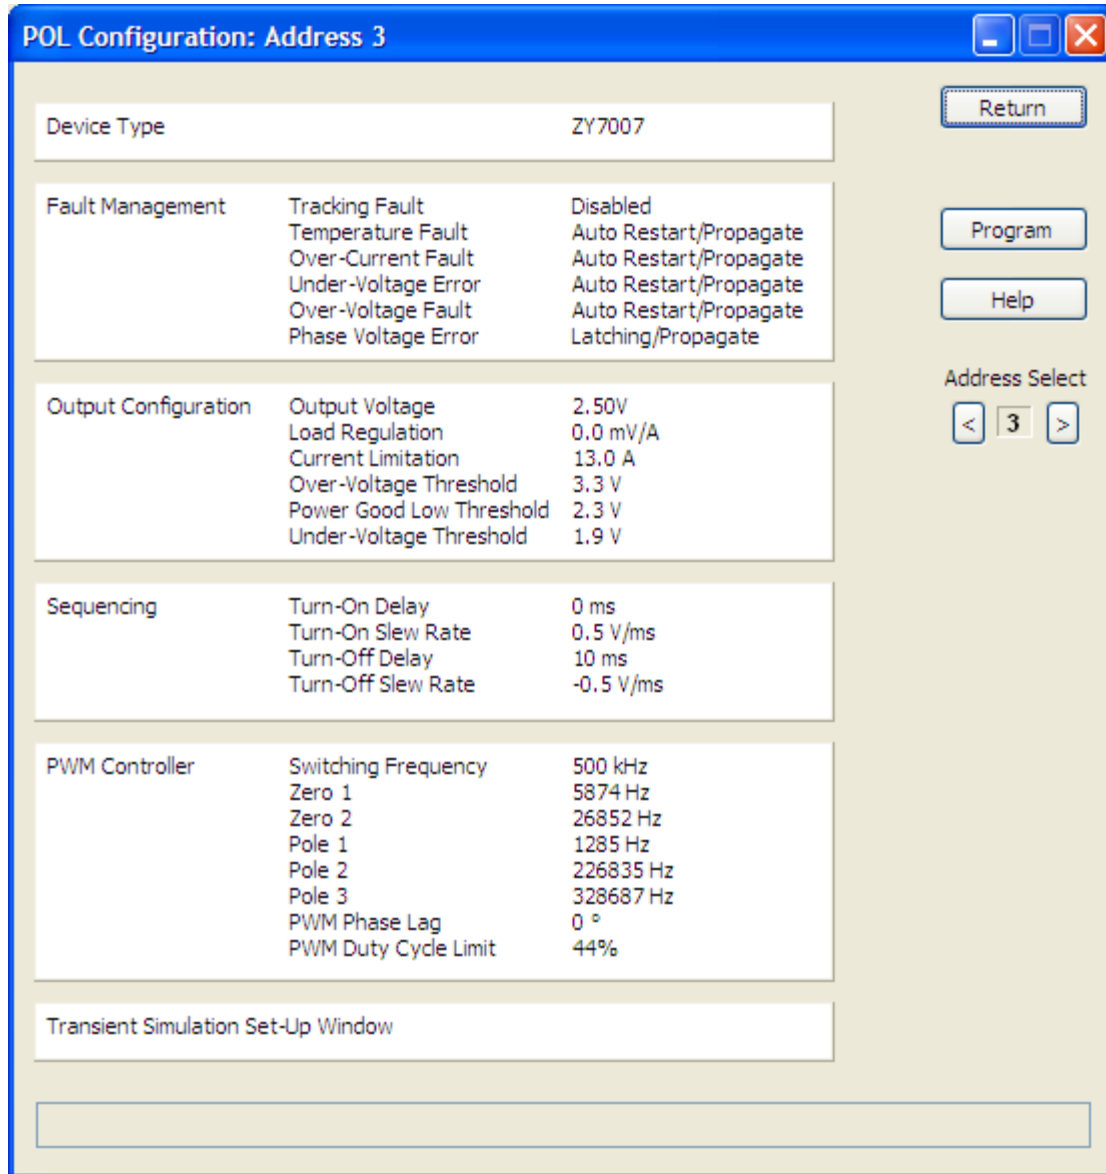 POL Configuration: Address 3
Return
Device Type ZY7007
Fault Management Tracking Fault Disabled
Temperature Fault Auto Restart/Propagate
Over-Current Fault Auto Restart/Propagate
Under-Voltage Error Auto Restart/Propagate
Over-Voltage Fault Auto Restart/Propagate
Phase Voltage Error Latching/Propagate
Program
Help
Address Select
< 3 >
Output Configuration Output Voltage 2.50V
Load Regulation 0.0 mV/A
Current Limitation 13.0 A
Over-Voltage Threshold 3.3 V
Power Good Low Threshold 2.3 V
Under-Voltage Threshold 1.9 V
Sequencing Turn-On Delay 0 ms
Turn-On Slew Rate 0.5 V/ms
Turn-Off Delay 10 ms
Turn-Off Slew Rate -0.5 V/ms
PWM Controller Switching Frequency 500 kHz
Zero 1 5874 Hz
Zero 2 26852 Hz
Pole 1 1285 Hz
Pole 2 226835 Hz
Pole 3 328687 Hz
PWM Phase Lag 0 °
PWM Duty Cycle Limit 44%
Transient Simulation Set-Up Window